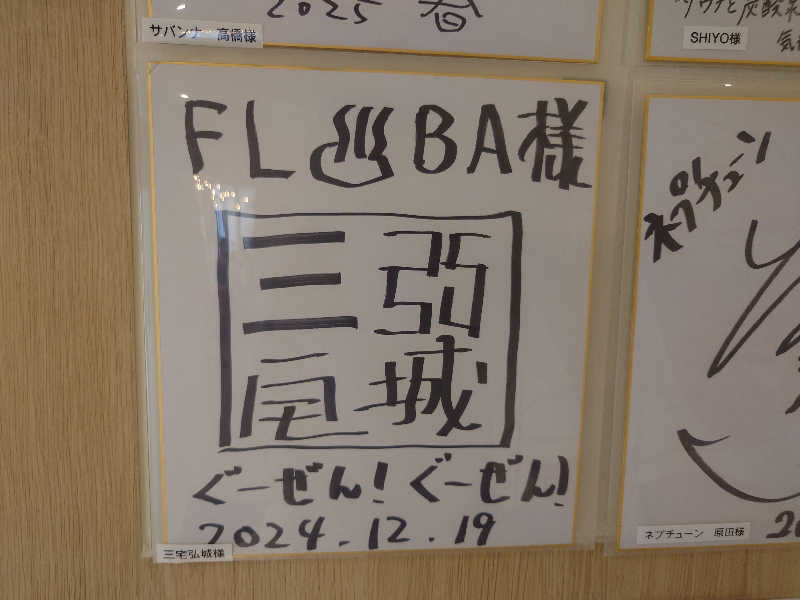 2025 春
サバンナ 高橋様
SHIYO様
FL♨BA様
三弘
宅城
ぐーぜん！ぐーぜん！
2024.12.19
三宅弘城様
ネプチューン
ネプチューン 原田様